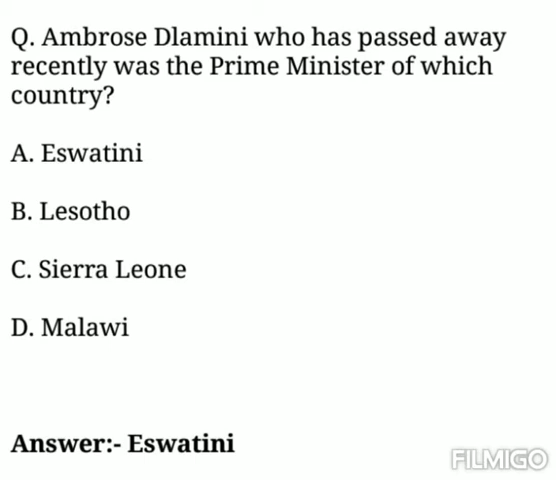 Q. Ambrose Dlamini who has passed away
recently was the Prime Minister of which
country?
A. Eswatini
B. Lesotho
C. Sierra Leone
D. Malawi
Answer:- Eswatini
FILMIGO